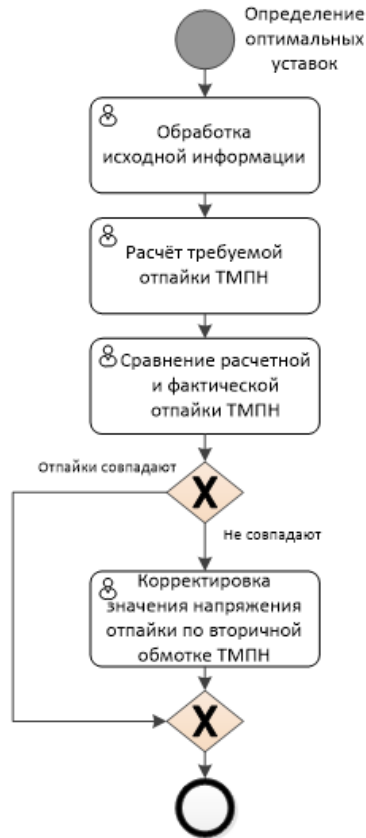 Определение
оптимальных
уставок
Обработка
исходной информации
Расчёт требуемой
отпайки ТМПН
Сравнение расчетной
и фактической
отпайки ТМПН
Отпайки совпадают
X
Не совпадают
Корректировка
значения напряжения
отпайки по вторичной
обмотке ТМПН
X